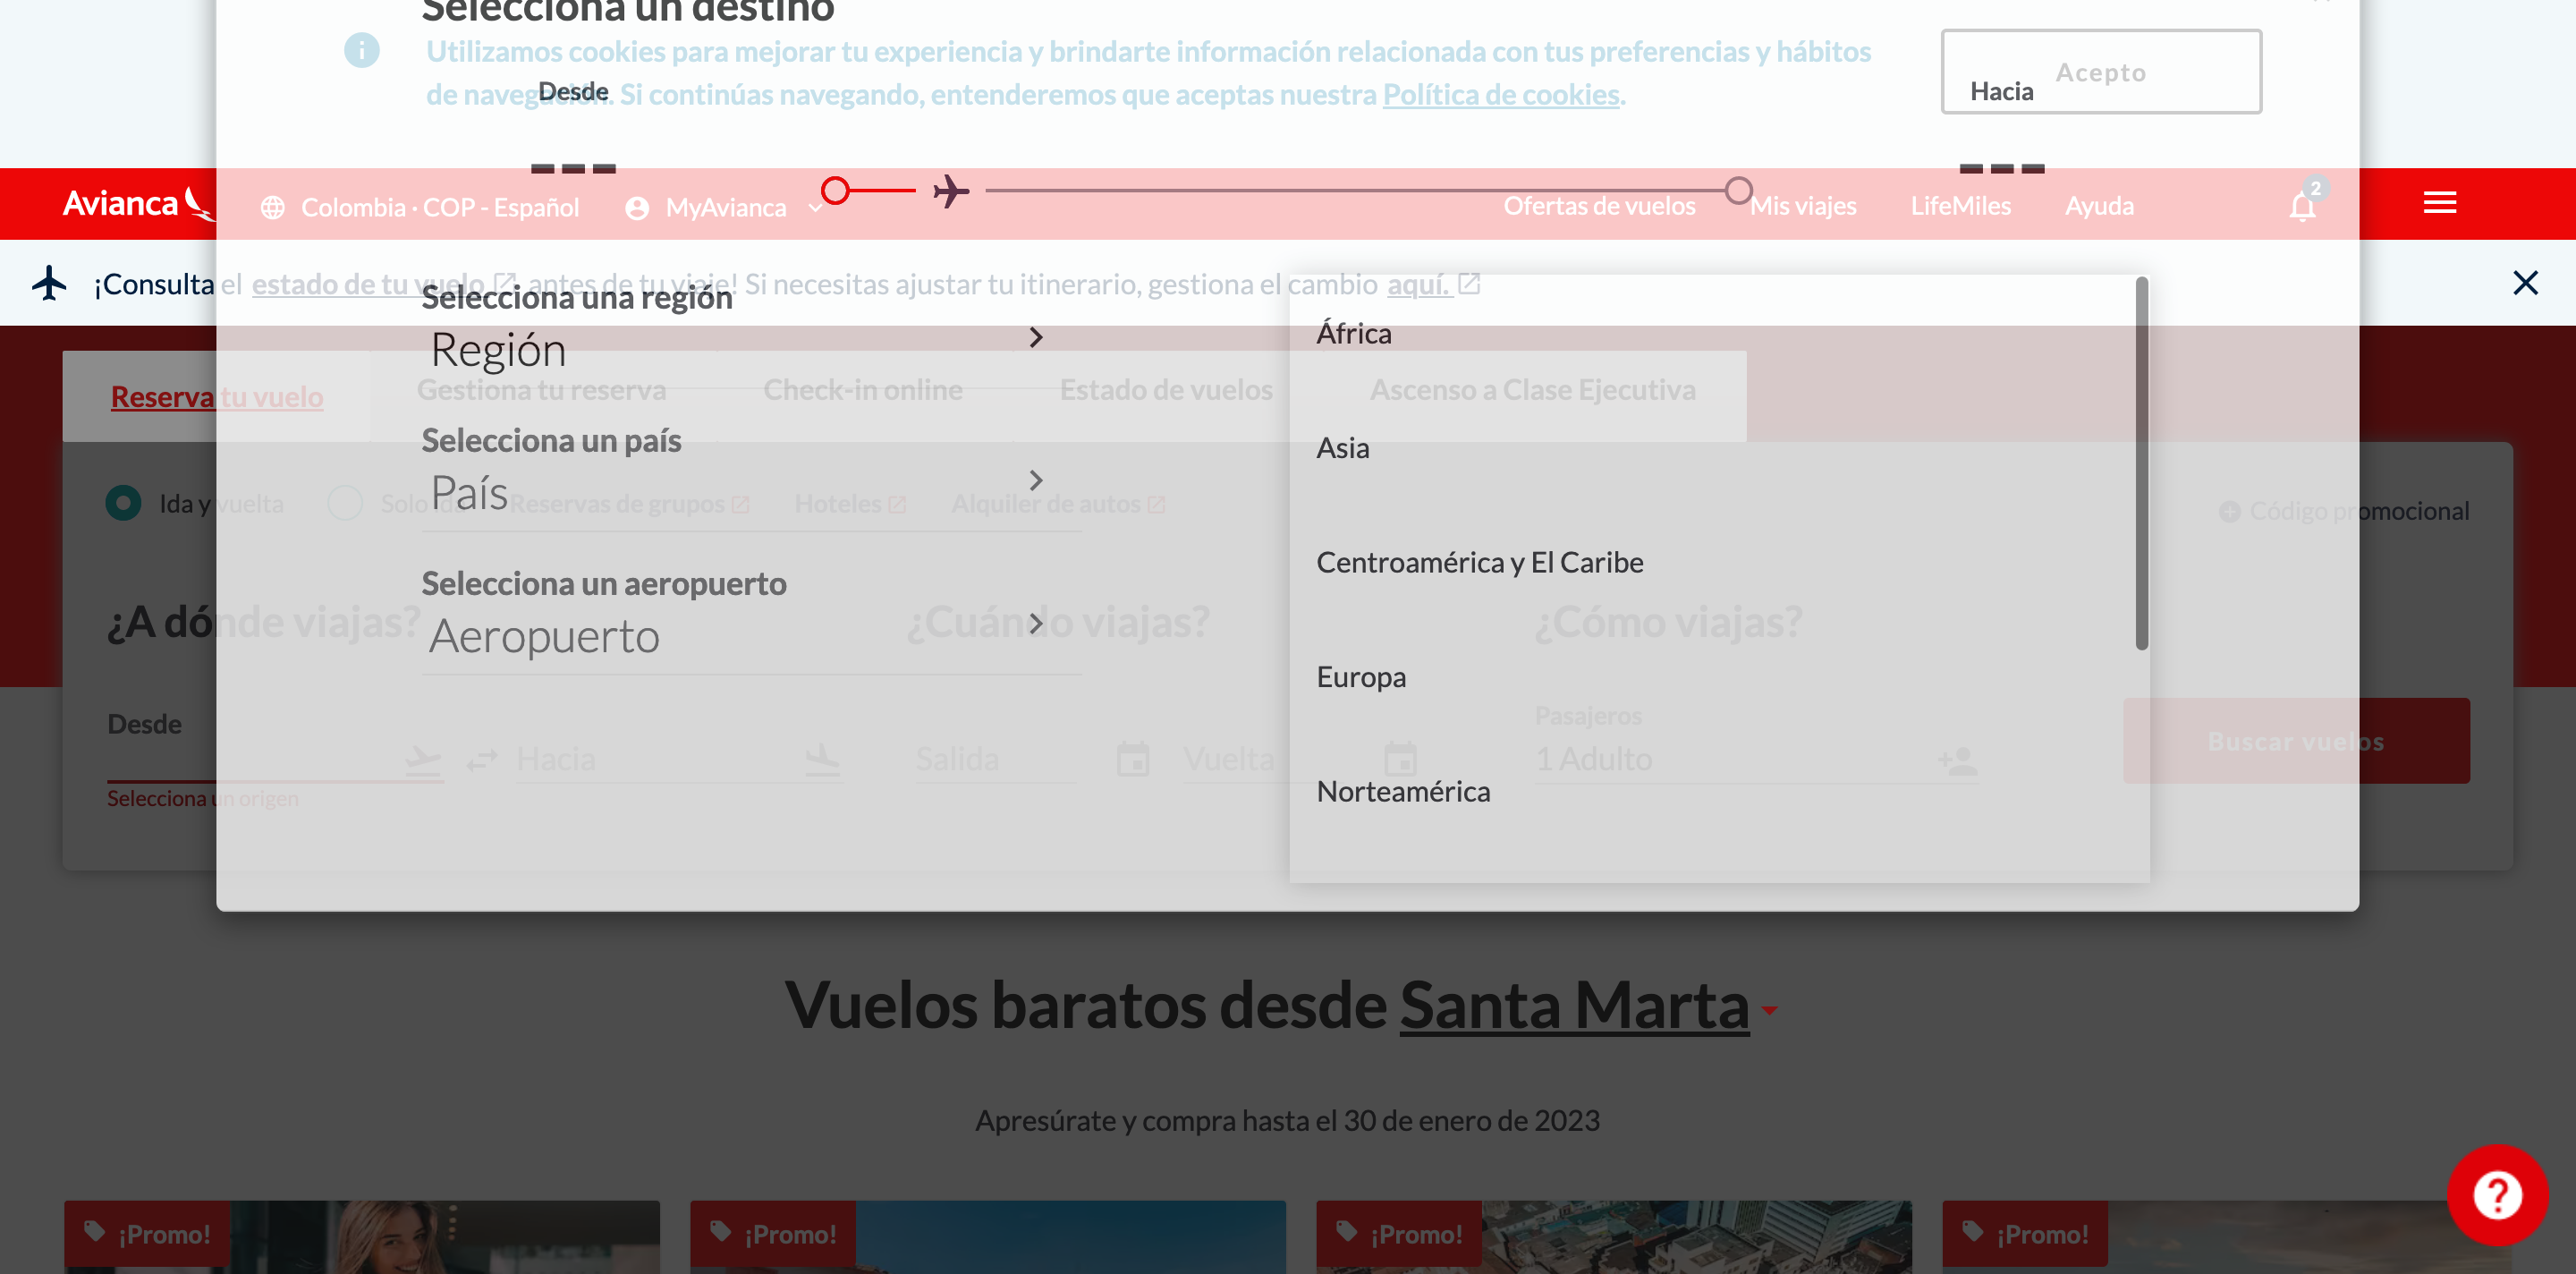 Selecciona un destino
Utilizamos cookies para mejorar tu experiencia y brindarte información relacionada con tus preferencias y hábitos
de navegación. Si continúas navegando, entenderemos que aceptas nuestra Política de cookies.
Acepto
Desde
Hacia
---
---
Avianca
Colombia · COP - Español
MyAvianca
Ofertas de vuelos
Mis viajes
LifeMiles
Ayuda
2
¡Consulta el estado de tu vuelo antes de tu viaje! Si necesitas ajustar tu itinerario, gestiona el cambio aquí.
Selecciona una región
Región
Selecciona un país
País
Selecciona un aeropuerto
Aeropuerto
África
Asia
Centroamérica y El Caribe
Europa
Norteamérica
Reserva tu vuelo
Gestiona tu reserva
Check-in online
Estado de vuelos
Ascenso a Clase Ejecutiva
Ida y vuelta
Solo ida
Reservas de grupos
Hoteles
Alquiler de autos
Código promocional
¿A dónde viajas?
¿Cuándo viajas?
¿Cómo viajas?
Desde
Selecciona un origen
Hacia
Salida
Vuelta
Pasajeros
1 Adulto
Buscar vuelos
Vuelos baratos desde Santa Marta
Apresúrate y compra hasta el 30 de enero de 2023
¡Promo!
¡Promo!
¡Promo!
¡Promo!
?